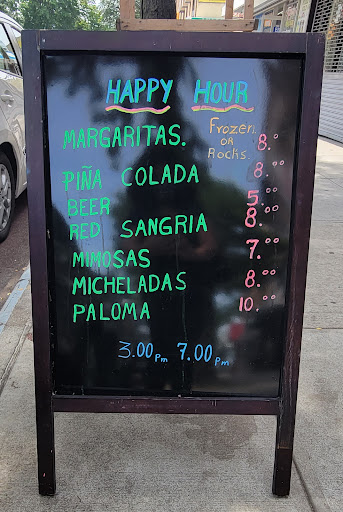 HAPPY HOUR
MARGARITAS. Frozen OR Rocks. 8.00
PIÑA COLADA 8.00
BEER 5.00
RED SANGRIA 8.00
MIMOSAS 7.00
MICHELADAS 8.00
PALOMA 10.00
3.00 Pm 7.00 pm